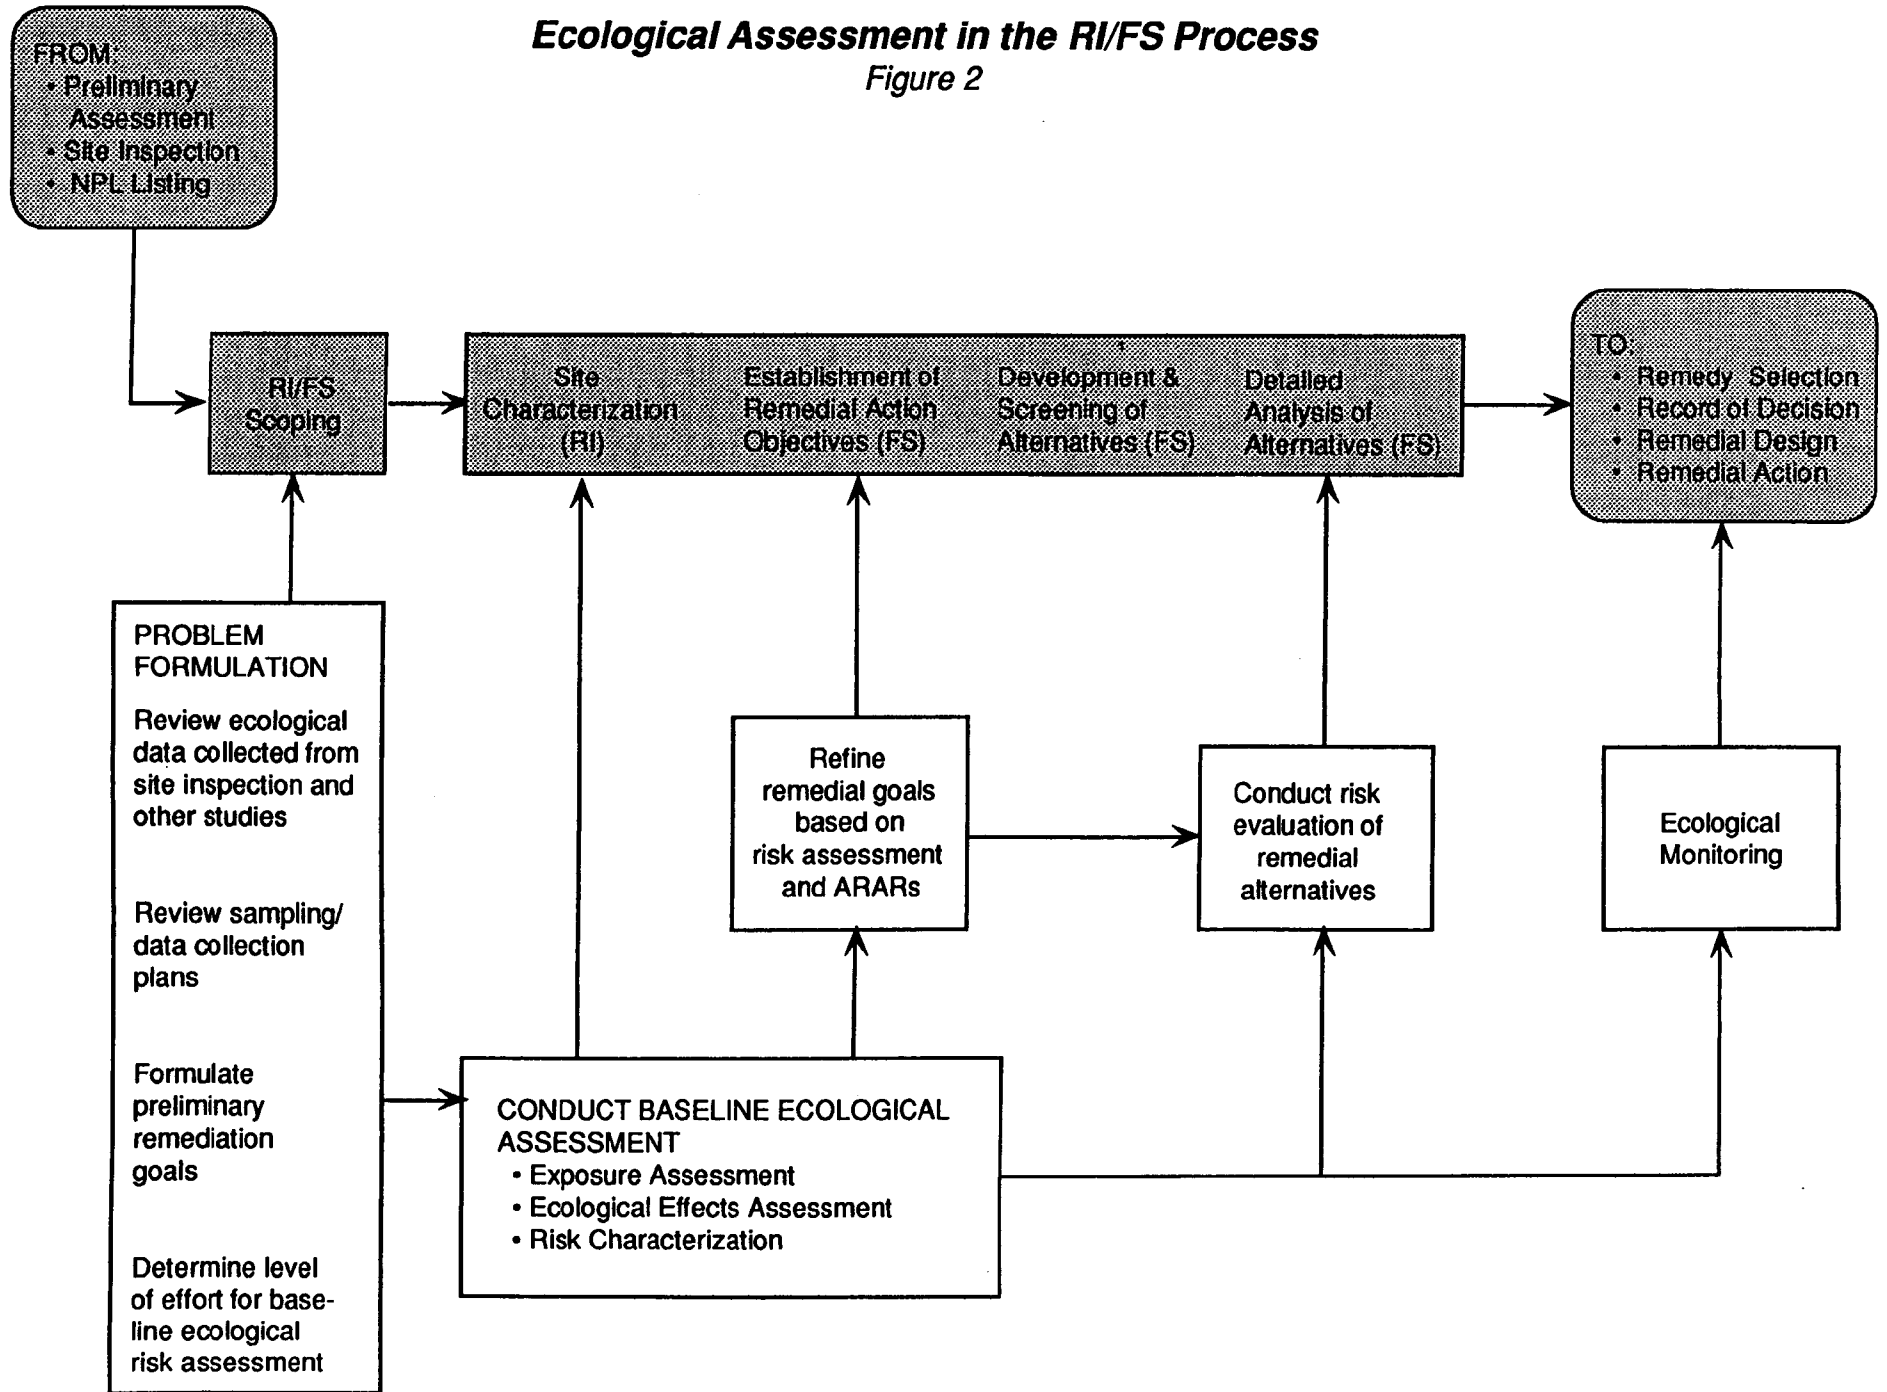 Ecological Assessment in the RI/FS Process
Figure 2
FROM:
• Preliminary
Assessment
• Site Inspection
• NPL Listing
RI/FS
Scoping
Site
Characterization
(RI)
Establishment of
Remedial Action
Objectives (FS)
Development &
Screening of
Alternatives (FS)
Detailed
Analysis of
Alternatives (FS)
TO:
• Remedy Selection
• Record of Decision
• Remedial Design
• Remedial Action
PROBLEM
FORMULATION
Review ecological
data collected from
site inspection and
other studies
Review sampling/
data collection
plans
Formulate
preliminary
remediation
goals
Determine level
of effort for base-
line ecological
risk assessment
CONDUCT BASELINE ECOLOGICAL
ASSESSMENT
• Exposure Assessment
• Ecological Effects Assessment
• Risk Characterization
Refine
remedial goals
based on
risk assessment
and ARARs
Conduct risk
evaluation of
remedial
alternatives
Ecological
Monitoring